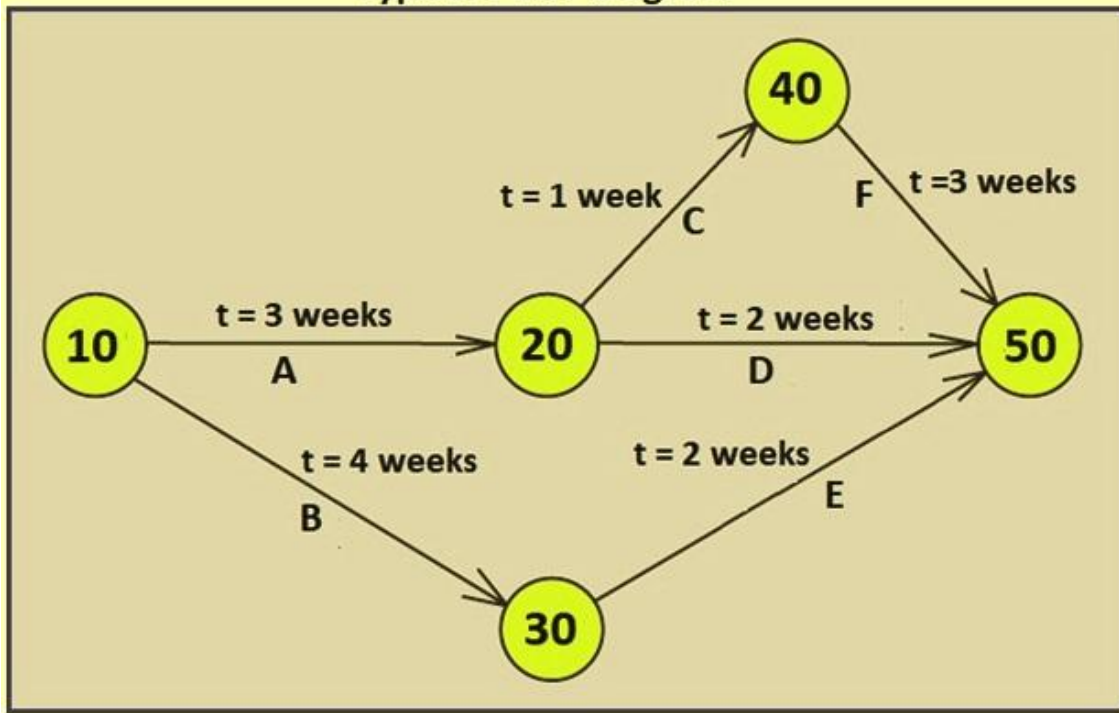 40
t = 1 week
C
F
t =3 weeks
10
t = 3 weeks
A
20
t = 2 weeks
D
50
t = 4 weeks
B
t = 2 weeks
E
30